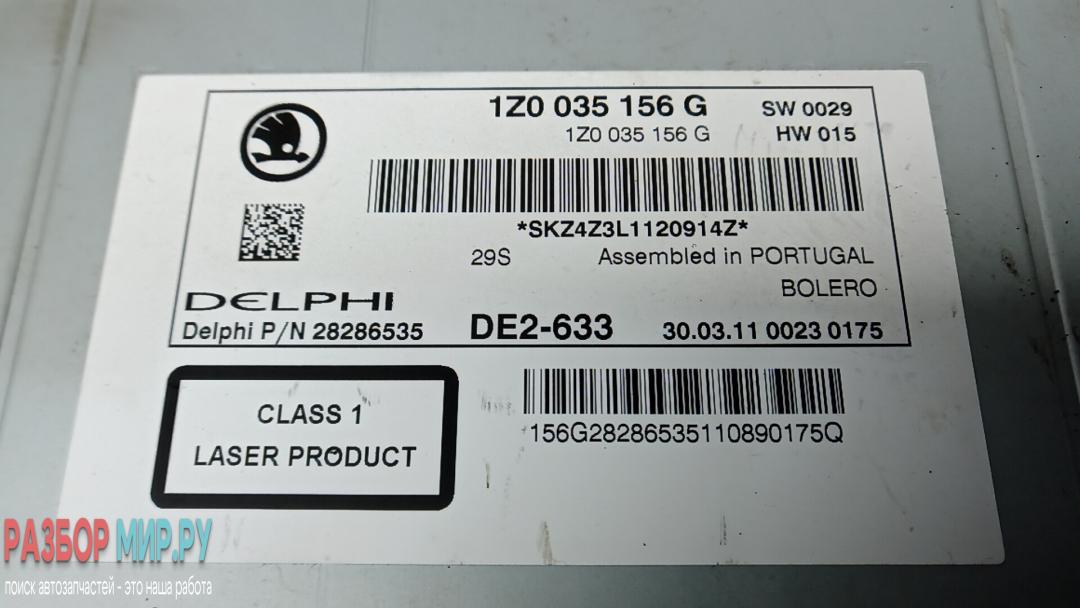 1Z0 035 156 G SW 0029
1Z0 035 156 G HW 015
*SKZ4Z3L1120914Z*
29S Assembled in PORTUGAL
BOLERO
DELPHI
Delphi P/N 28286535 DE2-633 30.03.11 0023 0175
CLASS 1
LASER PRODUCT
156G28286535110890175Q
РАЗБОР МИР.РУ
поиск автозапчастей - это наша работа